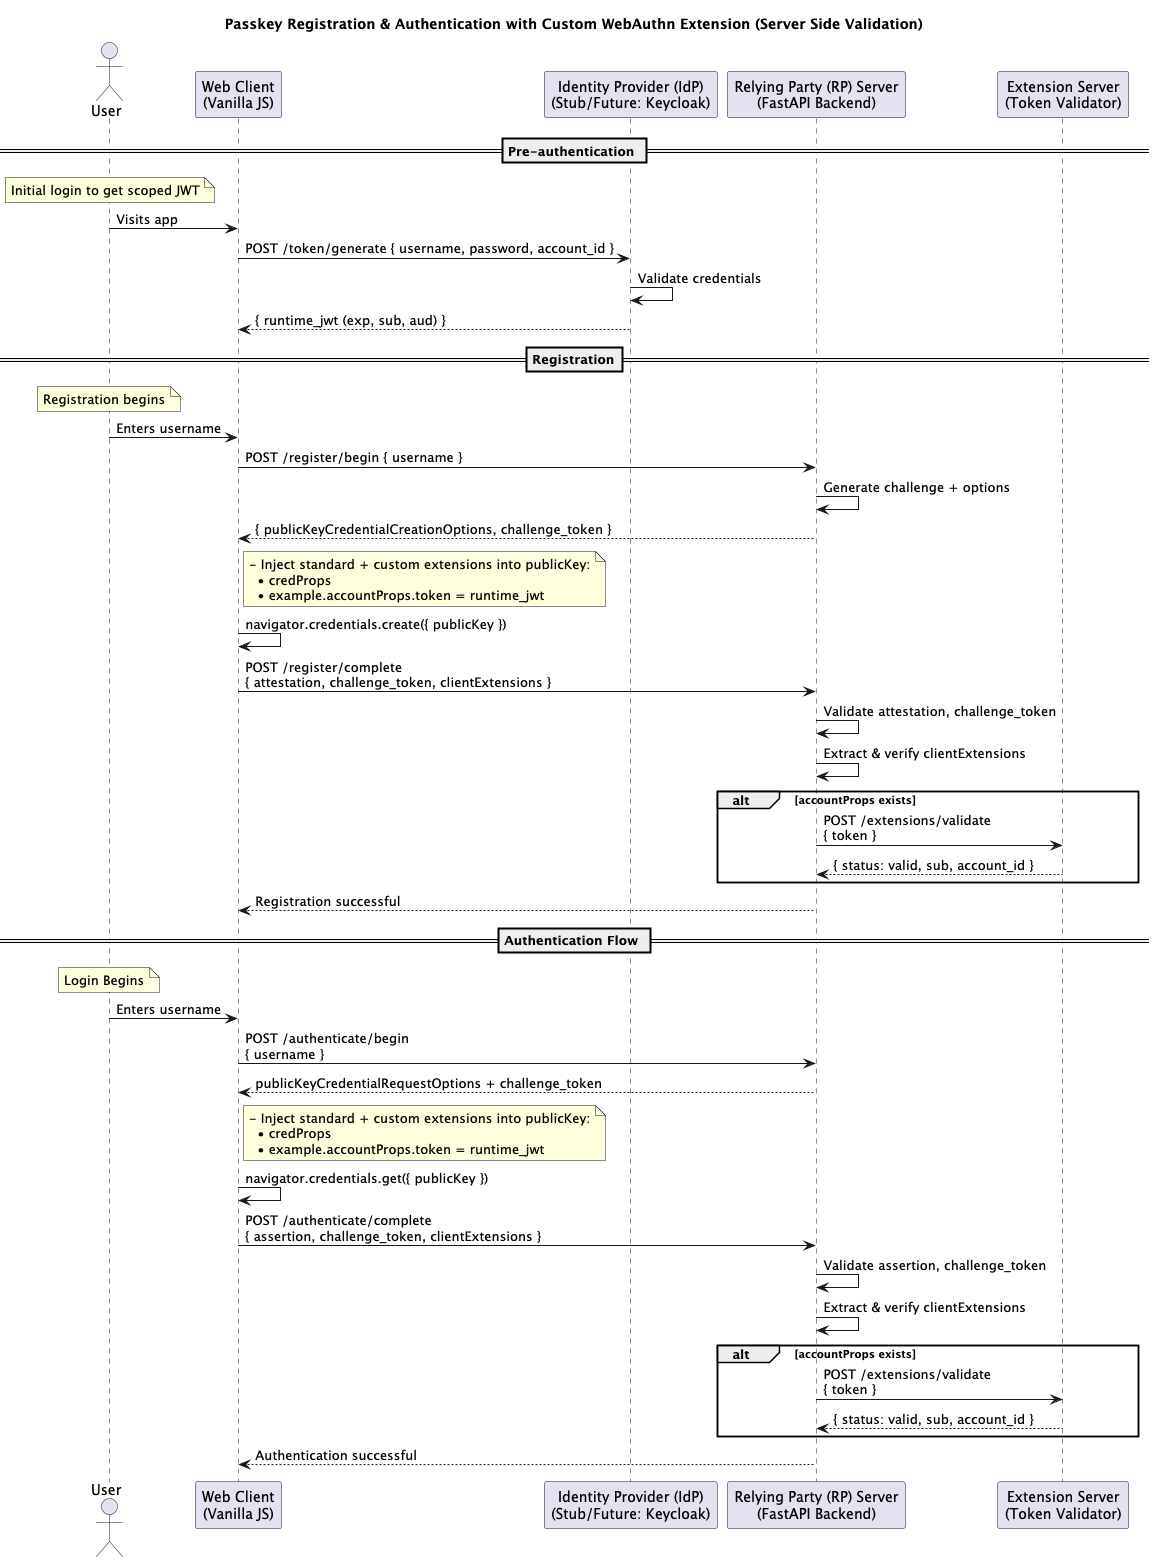 Passkey Registration & Authentication with Custom WebAuthn Extension (Server Side Validation)
User
Web Client
(Vanilla JS)
Identity Provider (IdP)
(Stub/Future: Keycloak)
Relying Party (RP) Server
(FastAPI Backend)
Extension Server
(Token Validator)
Pre-authentication
Initial login to get scoped JWT
Visits app
POST /token/generate { username, password, account_id }
Validate credentials
{ runtime_jwt (exp, sub, aud) }
Registration
Registration begins
Enters username
POST /register/begin { username }
Generate challenge + options
{ publicKeyCredentialCreationOptions, challenge_token }
- Inject standard + custom extensions into publicKey:
• credProps
• example.accountProps.token = runtime_jwt
navigator.credentials.create({ publicKey })
POST /register/complete
{ attestation, challenge_token, clientExtensions }
Validate attestation, challenge_token
Extract & verify clientExtensions
alt [accountProps exists]
POST /extensions/validate
{ token }
{ status: valid, sub, account_id }
Registration successful
Authentication Flow
Login Begins
Enters username
POST /authenticate/begin
{ username }
publicKeyCredentialRequestOptions + challenge_token
- Inject standard + custom extensions into publicKey:
• credProps
• example.accountProps.token = runtime_jwt
navigator.credentials.get({ publicKey })
POST /authenticate/complete
{ assertion, challenge_token, clientExtensions }
Validate assertion, challenge_token
Extract & verify clientExtensions
alt [accountProps exists]
POST /extensions/validate
{ token }
{ status: valid, sub, account_id }
Authentication successful
User
Web Client
(Vanilla JS)
Identity Provider (IdP)
(Stub/Future: Keycloak)
Relying Party (RP) Server
(FastAPI Backend)
Extension Server
(Token Validator)